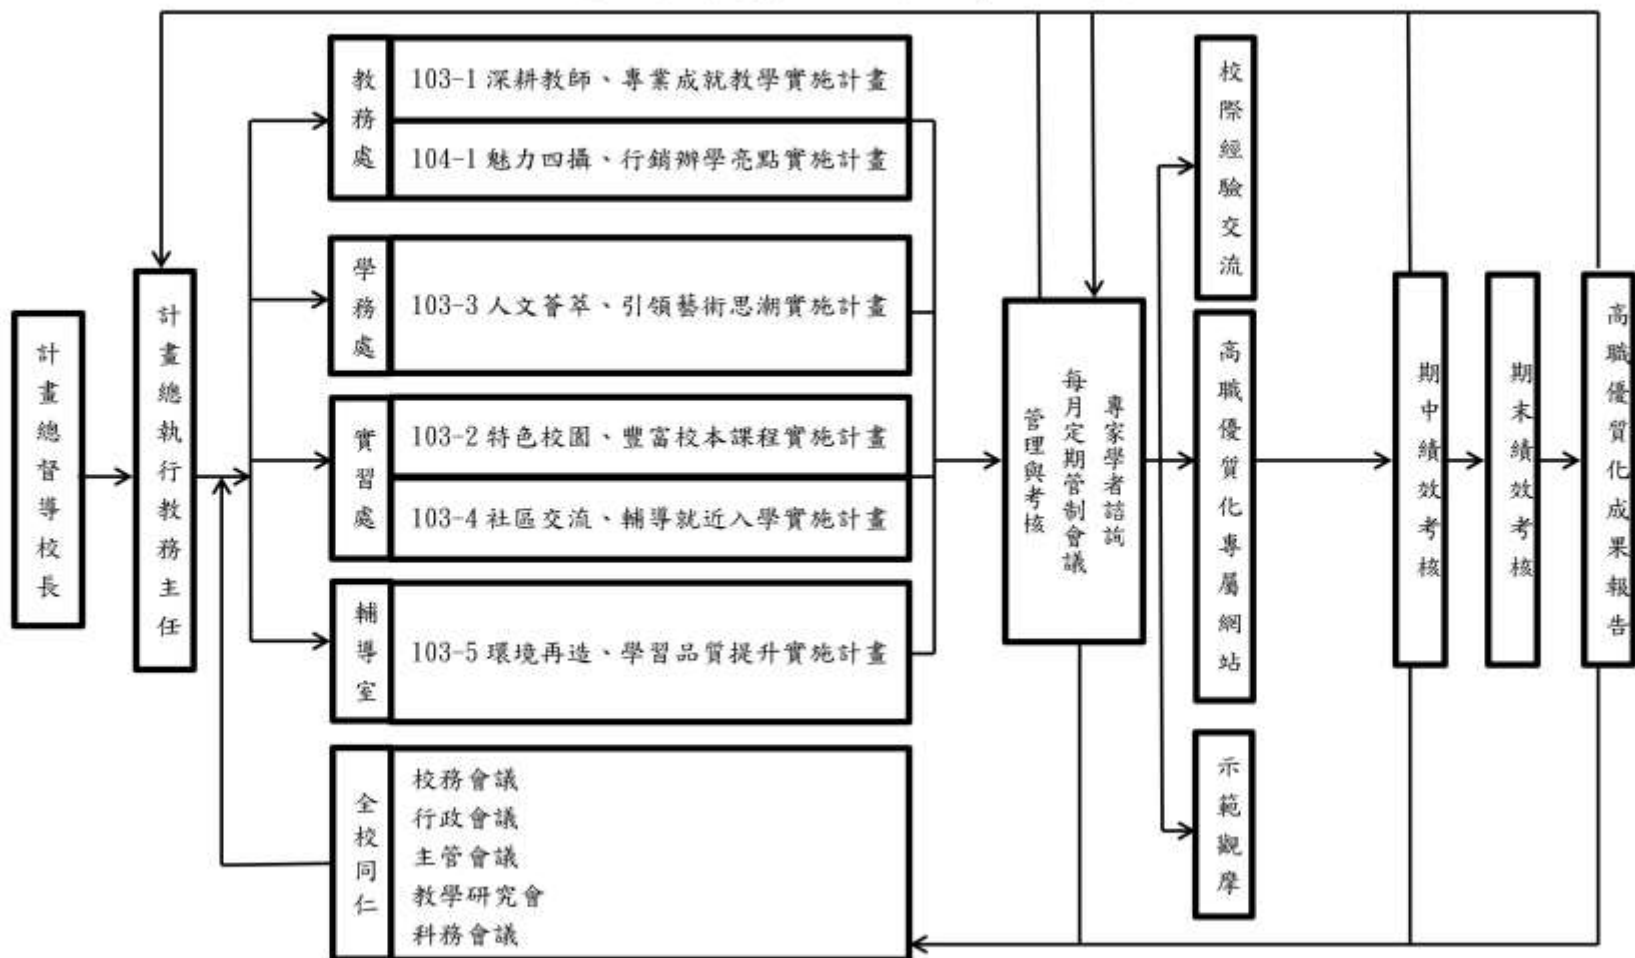 計畫總督導校長
計畫總執行教務主任
教務處
103-1 深耕教師、專業成就教學實施計畫
104-1 魅力四攝、行銷辦學亮點實施計畫
學務處
103-3 人文薈萃、引領藝術思潮實施計畫
實習處
103-2 特色校園、豐富校本課程實施計畫
103-4 社區交流、輔導就近入學實施計畫
輔導室
103-5 環境再造、學習品質提升實施計畫
全校同仁
校務會議
行政會議
主管會議
教學研究會
科務會議
專家學者諮詢
每月定期管制會議
管理與考核
校際經驗交流
高職優質化專屬網站
示範觀摩
期中績效考核
期末績效考核
高職優質化成果報告